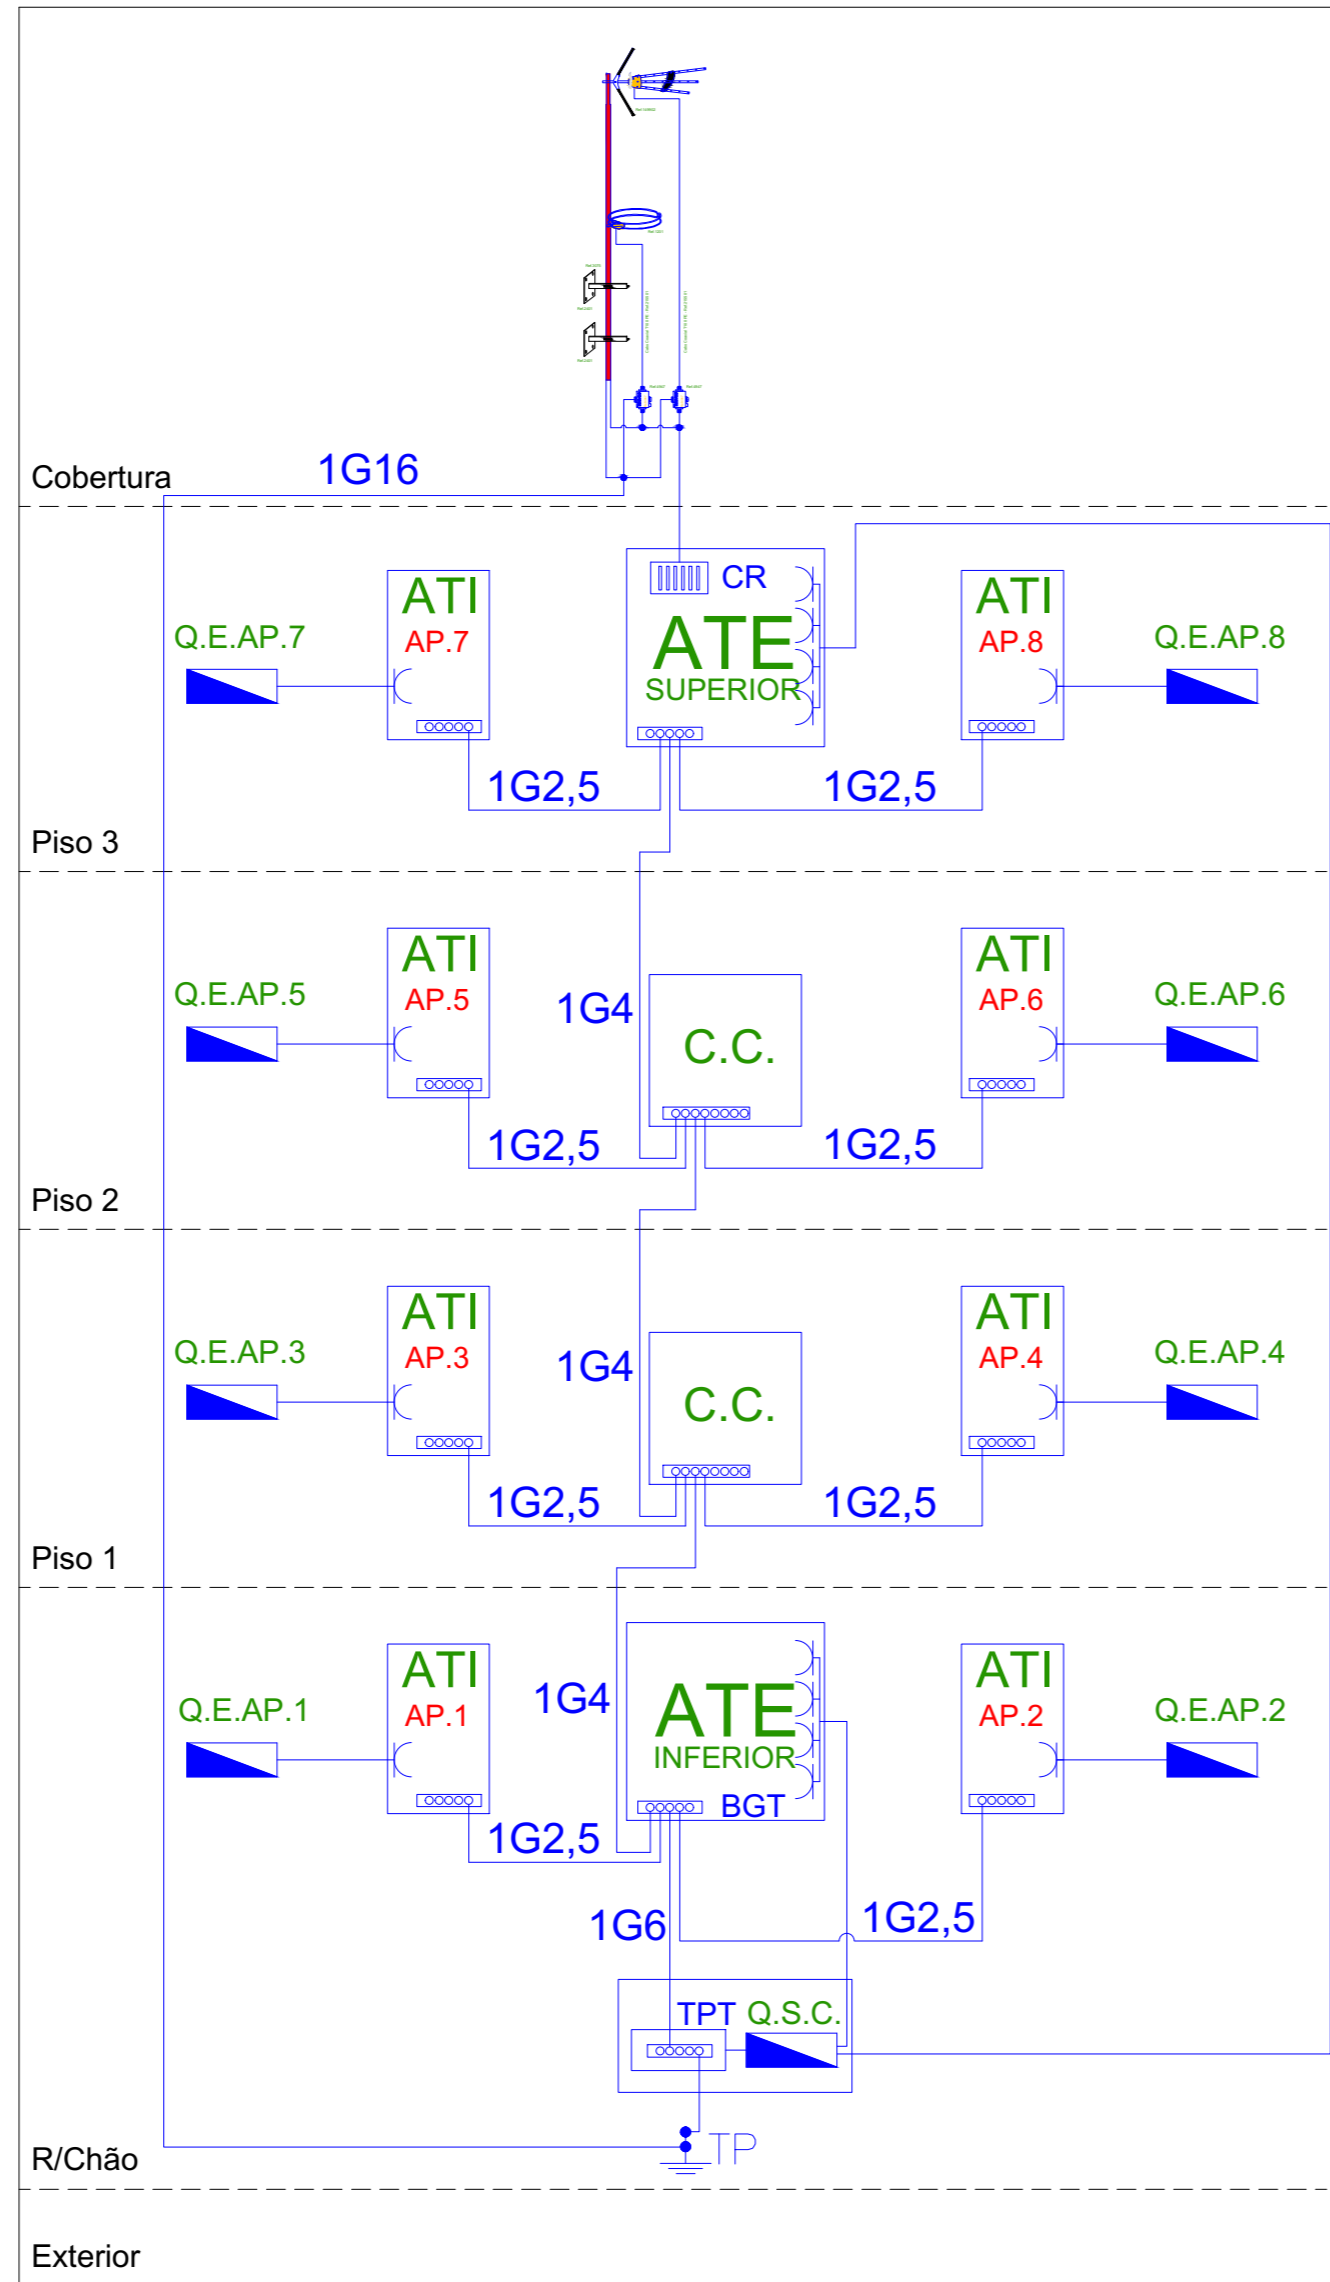 Cobertura
1G16
ATI
CR
ATI
Q.E.AP.7
AP.7
ATE
AP.8
Q.E.AP.8
SUPERIOR
1G2,5
1G2,5
Piso 3
ATI
ATI
Q.E.AP.5
AP.5
1G4
AP.6
Q.E.AP.6
C.C.
1G2,5
1G2,5
Piso 2
ATI
ATI
Q.E.AP.3
AP.3
1G4
AP.4
Q.E.AP.4
C.C.
1G2,5
1G2,5
Piso 1
ATI
ATI
Q.E.AP.1
AP.1
1G4
ATE
AP.2
Q.E.AP.2
INFERIOR
BGT
1G2,5
1G6
1G2,5
TPT
Q.S.C.
TP
R/Chão
Exterior